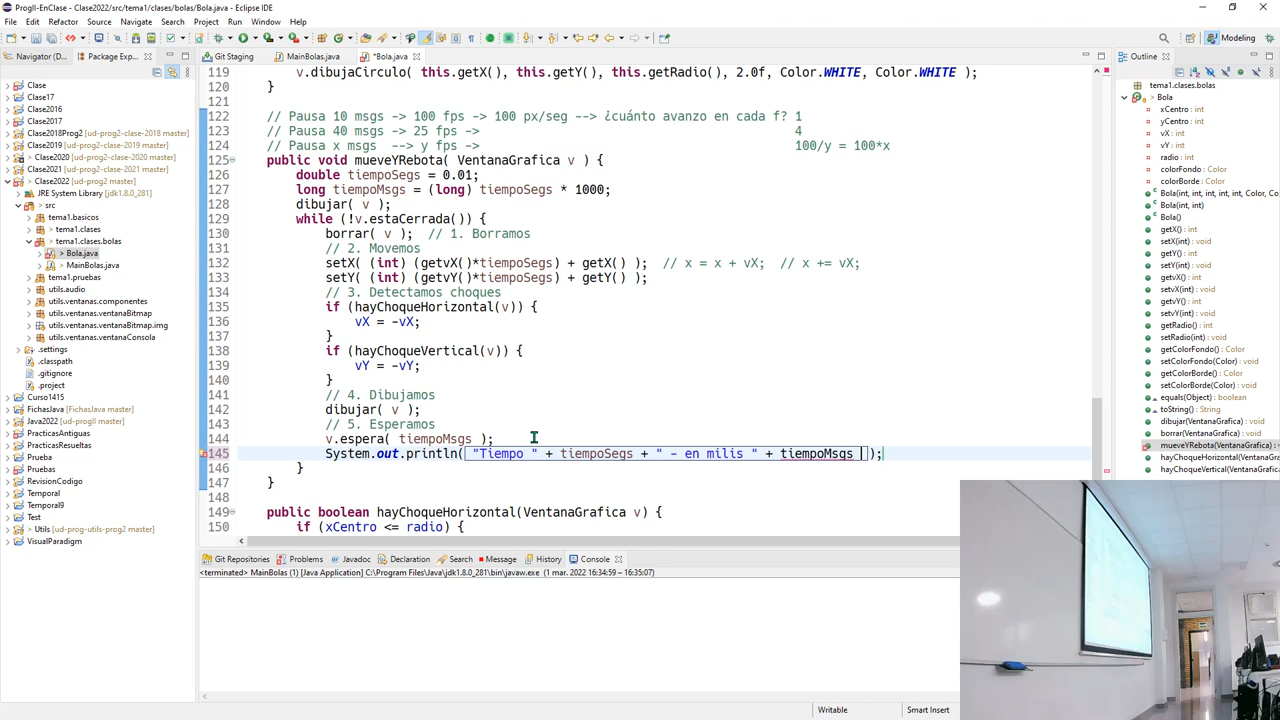 ProgII-EnClase - Clase2022/src/tema1/clases/bolas/Bola.java - Eclipse IDE
File Edit Refactor Source Navigate Search Project Run Window Help
Modeling
Navigator (D...
Package Exp...
Git Staging
MainBolas.java
*Bola.java
Outline
Clase
Clase17
Clase2016
Clase2018Prog2 [ud-prog2-clase-2018 master]
Clase2019 [ud-prog2-clase-2019 master]
> Clase2020 [ud-prog2-clase-2020 master]
Clase2021 [ud-prog2-clase-2021 master]
> Clase2022 [ud-prog2 master]
JRE System Library [jdk1.8.0_281]
> src
tema1.basicos
> tema1.clases
> tema1.clases.bolas
> Bola.java
> MainBolas.java
tema1.pruebas
utils.audio
utils.ventanas.componentes
utils.ventanas.ventanaBitmap
utils.ventanas.ventanaBitmap.img
utils.ventanas.ventanaConsola
.settings
.classpath
.gitignore
.project
Curso1415
FichasJava [FichasJava master]
Java2022 [ud-progII master]
PracticasAntiguas
PracticasResueltas
Prueba
Pruebas
RevisionCodigo
Temporal
Temporal9
Test
> Utils [ud-prog-utils-prog2 master]
VisualParadigm
119 v.dibujaCirculo( this.getX(), this.getY(), this.getRadio(), 2.0f, Color.WHITE, Color.WHITE );
120 }
121
122 // Pausa 10 msgs -> 100 fps -> 100 px/seg --> ¿cuánto avanzo en cada f? 1
123 // Pausa 40 msgs -> 25 fps -> 4
124 // Pausa x msgs --> y fps -> 100/y = 100*x
125 public void mueveYRebota( VentanaGrafica v ) {
126 double tiempoSegs = 0.01;
127 long tiempoMsgs = (long) tiempoSegs * 1000;
128 dibujar( v );
129 while (!v.estaCerrada()) {
130 borrar( v ); // 1. Borramos
131 // 2. Movemos
132 setX( (int) (getvX()*tiempoSegs) + getX() ); // x = x + vX; // x += vX;
133 setY( (int) (getvY()*tiempoSegs) + getY() );
134 // 3. Detectamos choques
135 if (hayChoqueHorizontal(v)) {
136 vX = -vX;
137 }
138 if (hayChoqueVertical(v)) {
139 vY = -vY;
140 }
141 // 4. Dibujamos
142 dibujar( v );
143 // 5. Esperamos
144 v.espera( tiempoMsgs );
145 System.out.println( "Tiempo " + tiempoSegs + " - en milis " + tiempoMsgs );
146 }
147 }
148
149 public boolean hayChoqueHorizontal(VentanaGrafica v) {
150 if (xCentro <= radio) {
tema1.clases.bolas
Bola
xCentro : int
yCentro : int
vX : int
vY : int
radio : int
colorFondo : Color
colorBorde : Color
Bola(int, int, int, int, int, Color
Bola(int, int)
Bola()
getX() : int
setX(int) : void
getY() : int
setY(int) : void
getvX() : int
setvX(int) : void
getvY() : int
setvY(int) : void
getRadio() : int
setRadio(int) : void
getColorFondo() : Color
setColorFondo(Color) : void
getColorBorde() : Color
setColorBorde(Color) : void
equals(Object) : boolean
toString() : String
dibujar(VentanaGrafica) : void
borrar(VentanaGrafica) : void
mueveYRebota(VentanaGrafica)
hayChoqueHorizontal(Ventana
hayChoqueVertical(VentanaGra
Git Repositories
Problems
Javadoc
Declaration
Search
Message
History
Console
<terminated> MainBolas (1) [Java Application] C:\Program Files\Java\jdk1.8.0_281\bin\javaw.exe (1 mar. 2022 16:34:59 – 16:35:07)
Writable
Smart Insert